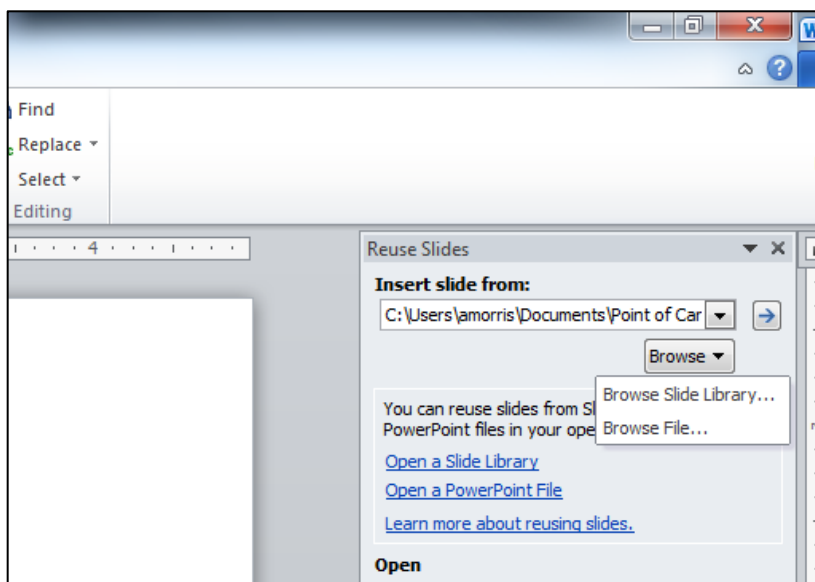 W
Find
Replace
Select
Editing
4
Reuse Slides
Insert slide from:
C:\Users\amorris\Documents\Point of Car
Browse
Browse Slide Library...
Browse File...
You can reuse slides from Sl
PowerPoint files in your ope
Open a Slide Library
Open a PowerPoint File
Learn more about reusing slides.
Open